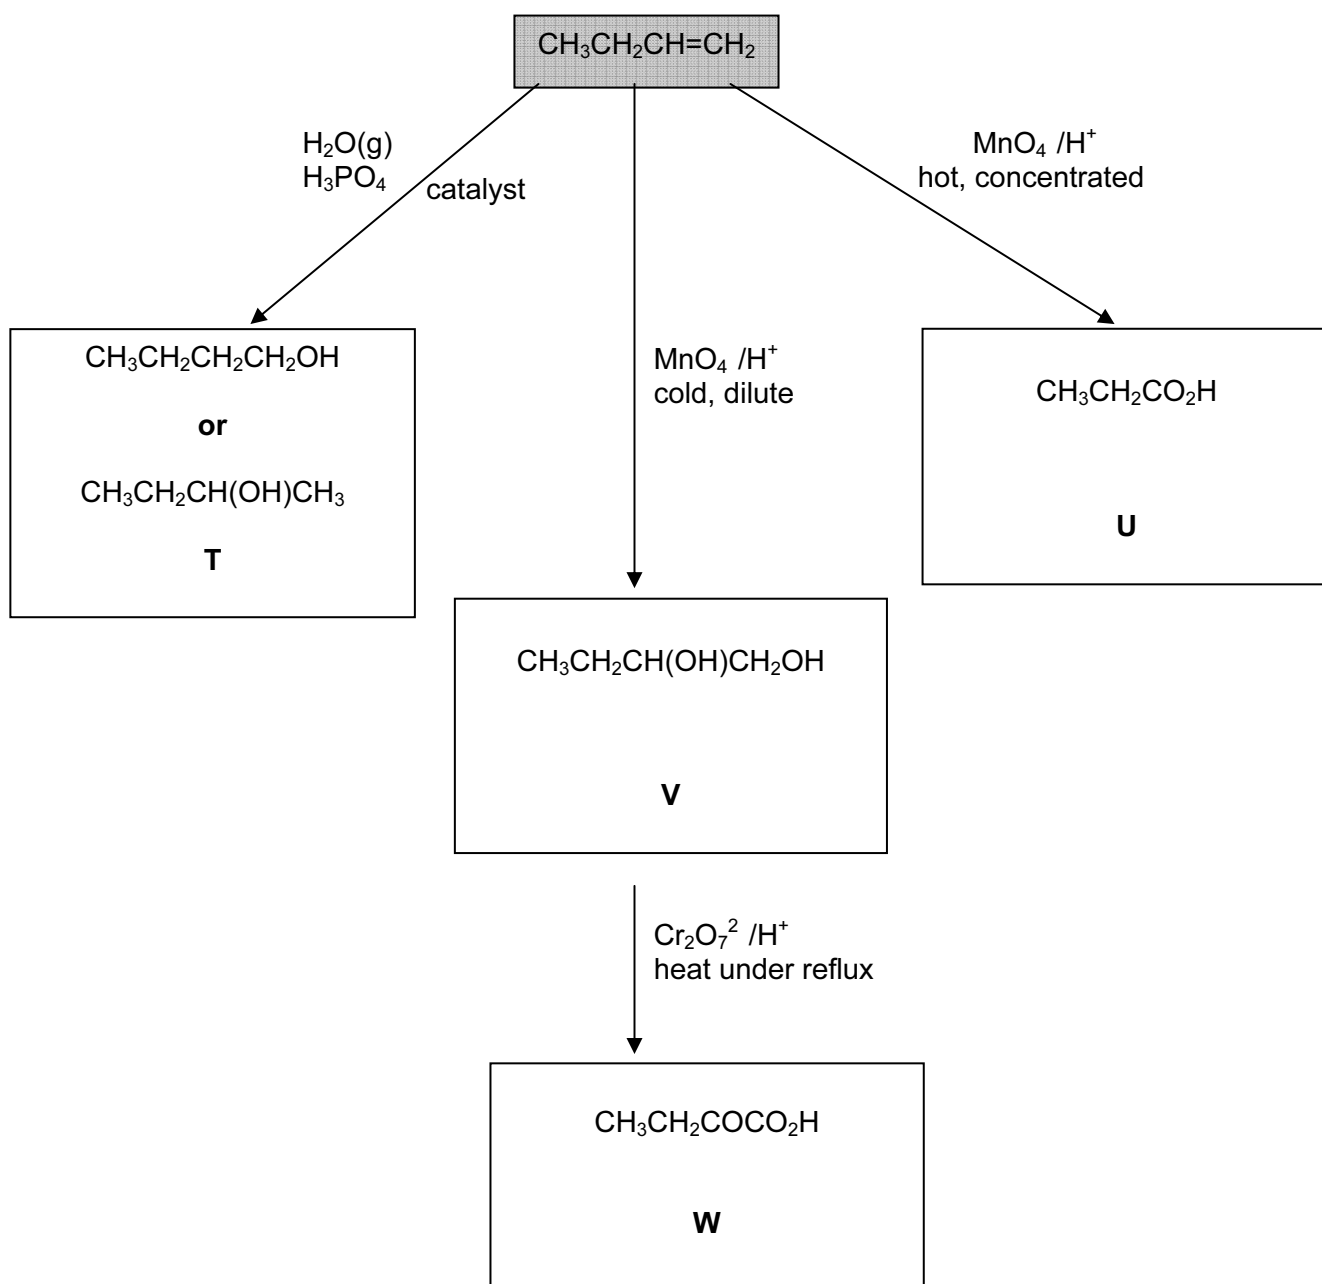 CH₃CH₂CH=CH₂
H₂O(g)
H₃PO₄
catalyst
MnO₄ /H⁺
hot, concentrated
CH₃CH₂CH₂CH₂OH
or
CH₃CH₂CH(OH)CH₃
T
MnO₄ /H⁺
cold, dilute
CH₃CH₂CO₂H
U
CH₃CH₂CH(OH)CH₂OH
V
Cr₂O₇² /H⁺
heat under reflux
CH₃CH₂COCO₂H
W